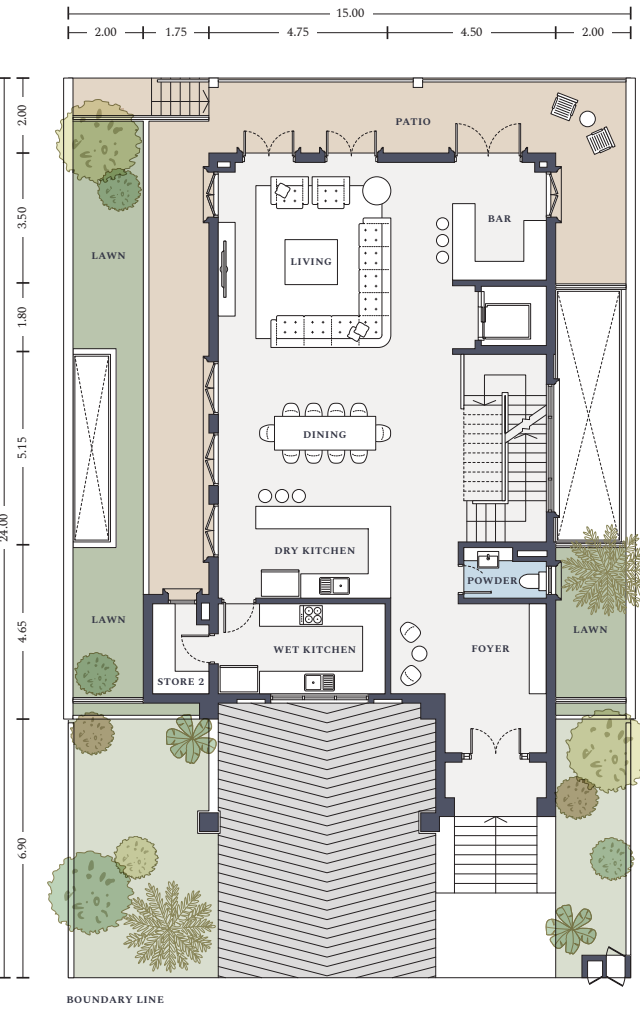 15.00
2.00 1.75 4.75 4.50 2.00
2.00
PATIO
3.50
LAWN
BAR
LIVING
1.80
5.15
DINING
24.00
DRY KITCHEN
POWDER
4.65
LAWN
LAWN
WET KITCHEN
FOYER
STORE 2
6.90
BOUNDARY LINE